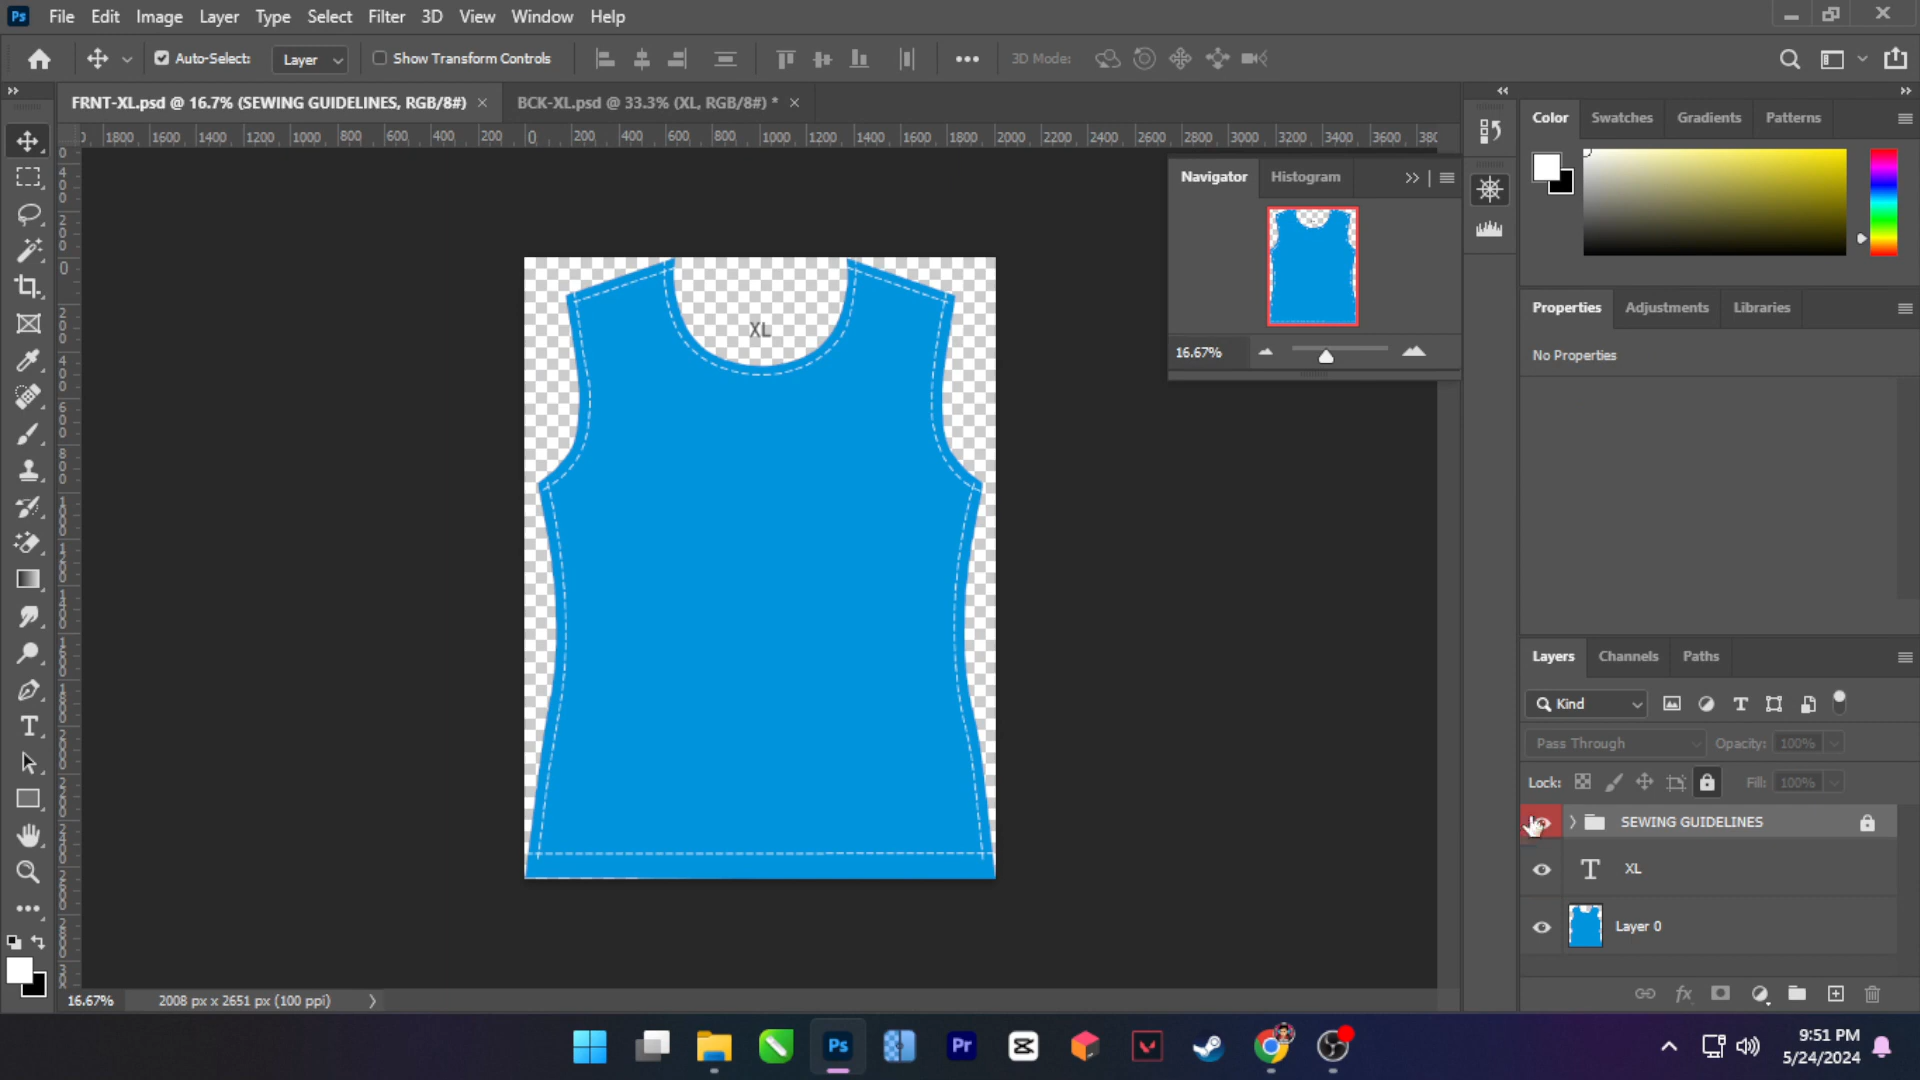 Ps File Edit Image Layer Type Select Filter 3D View Window Help
Auto-Select: Layer Show Transform Controls 3D Mode:
FRNT-XL.psd @ 16.7% (SEWING GUIDELINES, RGB/8#) × BCK-XL.psd @ 33.3% (XL, RGB/8#) * ×
1800 1600 1400 1200 1000 800 600 400 200 0 200 400 600 800 1000 1200 1400 1600 1800 2000 2200 2400 2600 2800 3000 3200 3400 3600
Color Swatches Gradients Patterns
Navigator Histogram
16.67%
XL
Properties Adjustments Libraries
No Properties
Layers Channels Paths
Kind
Pass Through Opacity: 100%
Lock: Fill: 100%
SEWING GUIDELINES
XL
Layer 0
16.67% 2008 px x 2651 px (100 ppi)
Ps Pr
9:51 PM
5/24/2024